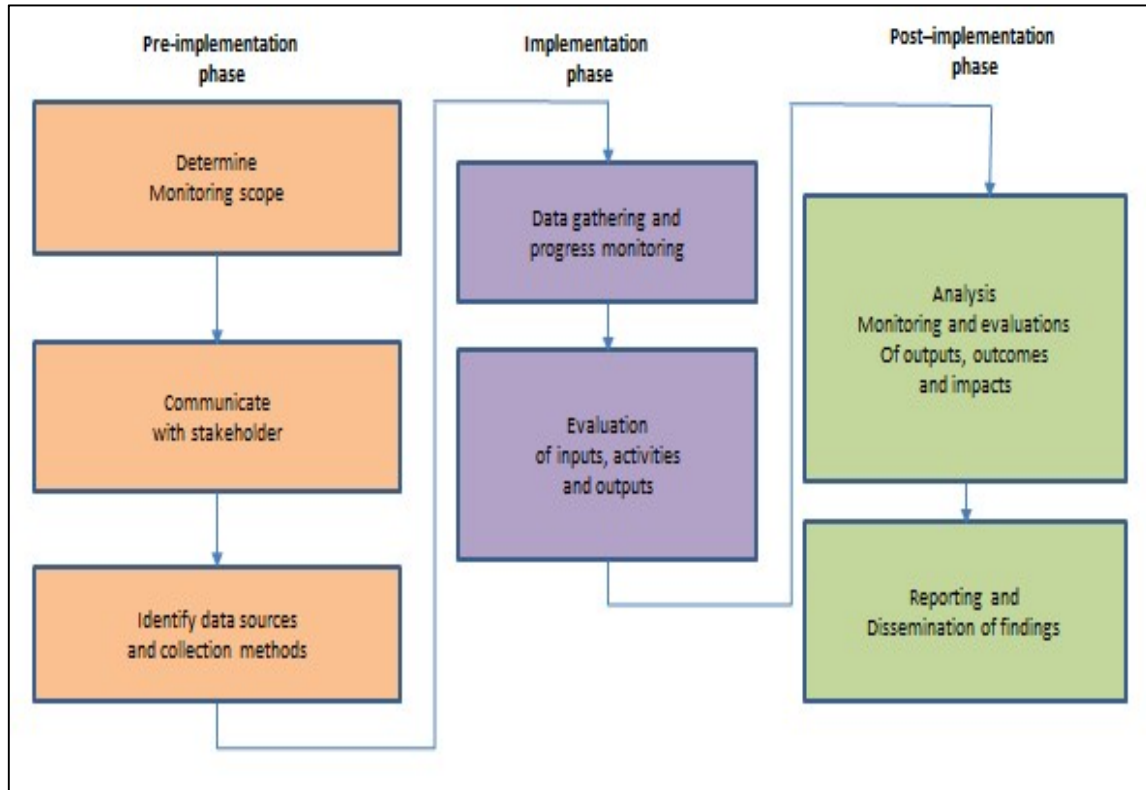 Pre-implementation
phase
Determine
Monitoring scope
Communicate
with stakeholder
Identify data sources
and collection methods
Implementation
phase
Data gathering and
progress monitoring
Evaluation
of inputs, activities
and outputs
Post–implementation
phase
Analysis
Monitoring and evaluations
Of outputs, outcomes
and impacts
Reporting and
Dissemination of findings